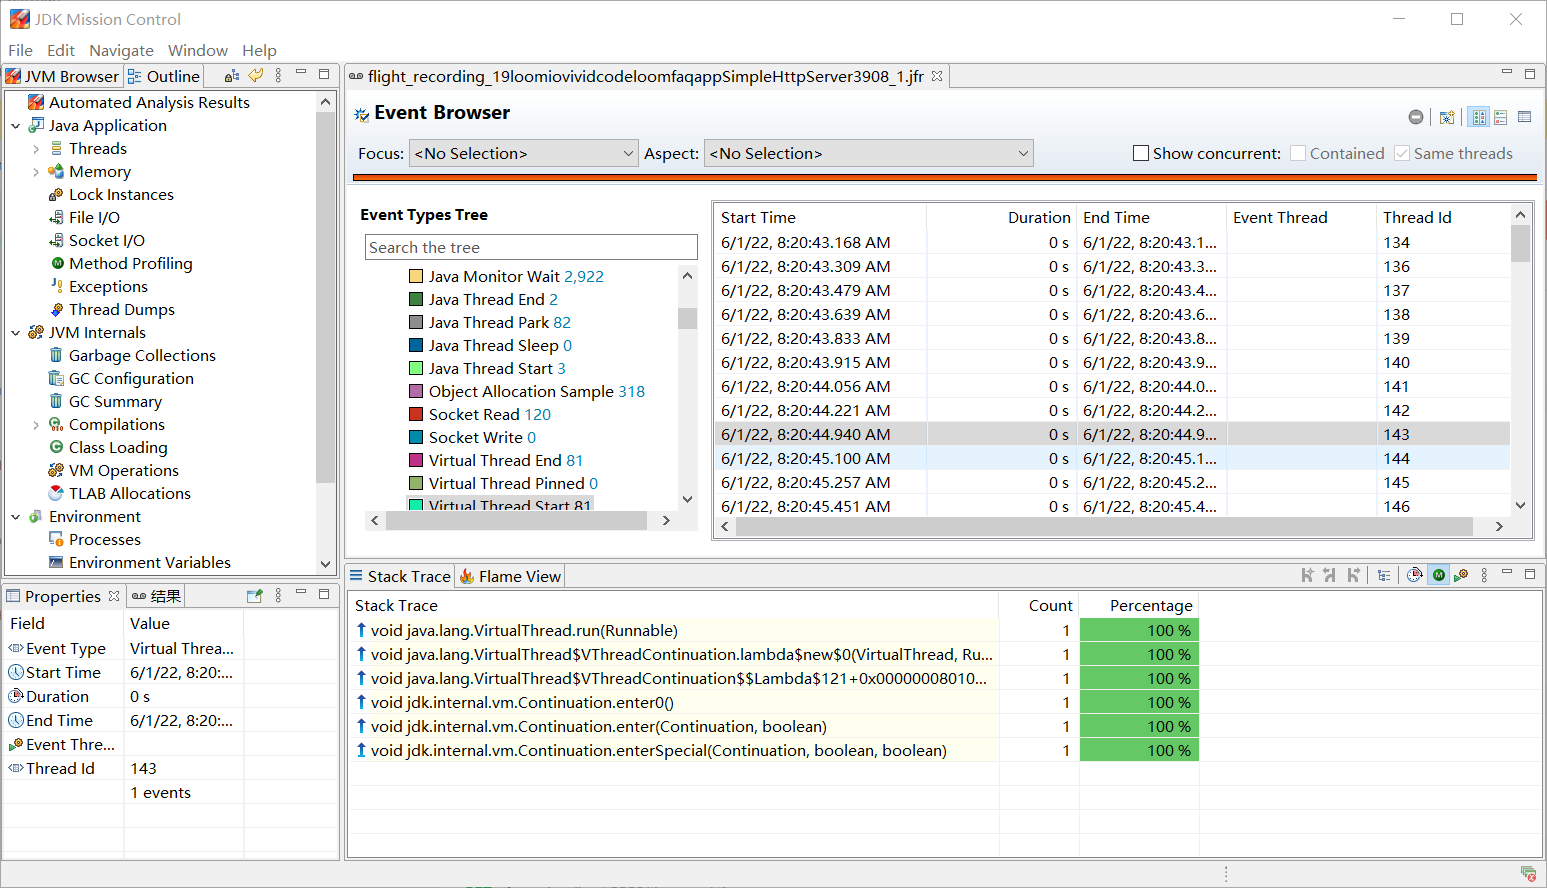 JDK Mission Control
File Edit Navigate Window Help
JVM Browser Outline
Automated Analysis Results
Java Application
Threads
Memory
Lock Instances
File I/O
Socket I/O
Method Profiling
Exceptions
Thread Dumps
JVM Internals
Garbage Collections
GC Configuration
GC Summary
Compilations
Class Loading
VM Operations
TLAB Allocations
Environment
Processes
Environment Variables
Properties 结果
Field Value
Event Type Virtual Threa...
Start Time 6/1/22, 8:20:...
Duration 0 s
End Time 6/1/22, 8:20:...
Event Thre...
Thread Id 143
1 events
flight_recording_19loomiovividcodeloomfaqappSimpleHttpServer3908_1.jfr
Event Browser
Focus: <No Selection> Aspect: <No Selection> Show concurrent: Contained Same threads
Event Types Tree
Search the tree
Java Monitor Wait 2,922
Java Thread End 2
Java Thread Park 82
Java Thread Sleep 0
Java Thread Start 3
Object Allocation Sample 318
Socket Read 120
Socket Write 0
Virtual Thread End 81
Virtual Thread Pinned 0
Virtual Thread Start 81
Start Time Duration End Time Event Thread Thread Id
6/1/22, 8:20:43.168 AM 0 s 6/1/22, 8:20:43.1... 134
6/1/22, 8:20:43.309 AM 0 s 6/1/22, 8:20:43.3... 136
6/1/22, 8:20:43.479 AM 0 s 6/1/22, 8:20:43.4... 137
6/1/22, 8:20:43.639 AM 0 s 6/1/22, 8:20:43.6... 138
6/1/22, 8:20:43.833 AM 0 s 6/1/22, 8:20:43.8... 139
6/1/22, 8:20:43.915 AM 0 s 6/1/22, 8:20:43.9... 140
6/1/22, 8:20:44.056 AM 0 s 6/1/22, 8:20:44.0... 141
6/1/22, 8:20:44.221 AM 0 s 6/1/22, 8:20:44.2... 142
6/1/22, 8:20:44.940 AM 0 s 6/1/22, 8:20:44.9... 143
6/1/22, 8:20:45.100 AM 0 s 6/1/22, 8:20:45.1... 144
6/1/22, 8:20:45.257 AM 0 s 6/1/22, 8:20:45.2... 145
6/1/22, 8:20:45.451 AM 0 s 6/1/22, 8:20:45.4... 146
Stack Trace Flame View
Stack Trace Count Percentage
void java.lang.VirtualThread.run(Runnable) 1 100 %
void java.lang.VirtualThread$VThreadContinuation.lambda$new$0(VirtualThread, Ru... 1 100 %
void java.lang.VirtualThread$VThreadContinuation$$Lambda$121+0x00000008010... 1 100 %
void jdk.internal.vm.Continuation.enter0() 1 100 %
void jdk.internal.vm.Continuation.enter(Continuation, boolean) 1 100 %
void jdk.internal.vm.Continuation.enterSpecial(Continuation, boolean, boolean) 1 100 %